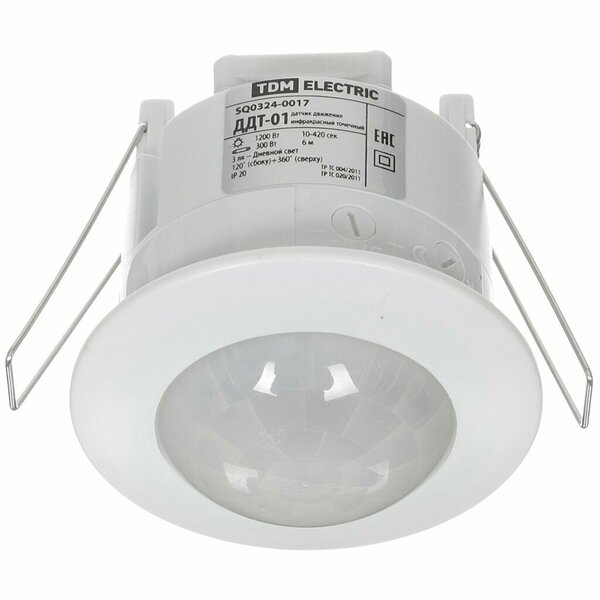 TDM ELECTRIC
SQ0324-0017
ДДТ-01 датчик движения
инфракрасный точечный
1200 Вт 10-420 сек
300 Вт 6 м
3 лк – Дневной свет
120° (сбоку)+360° (сверху)
IP 20
ТР ТС 004/2011
ТР ТС 020/2011
EAC
− TIME +